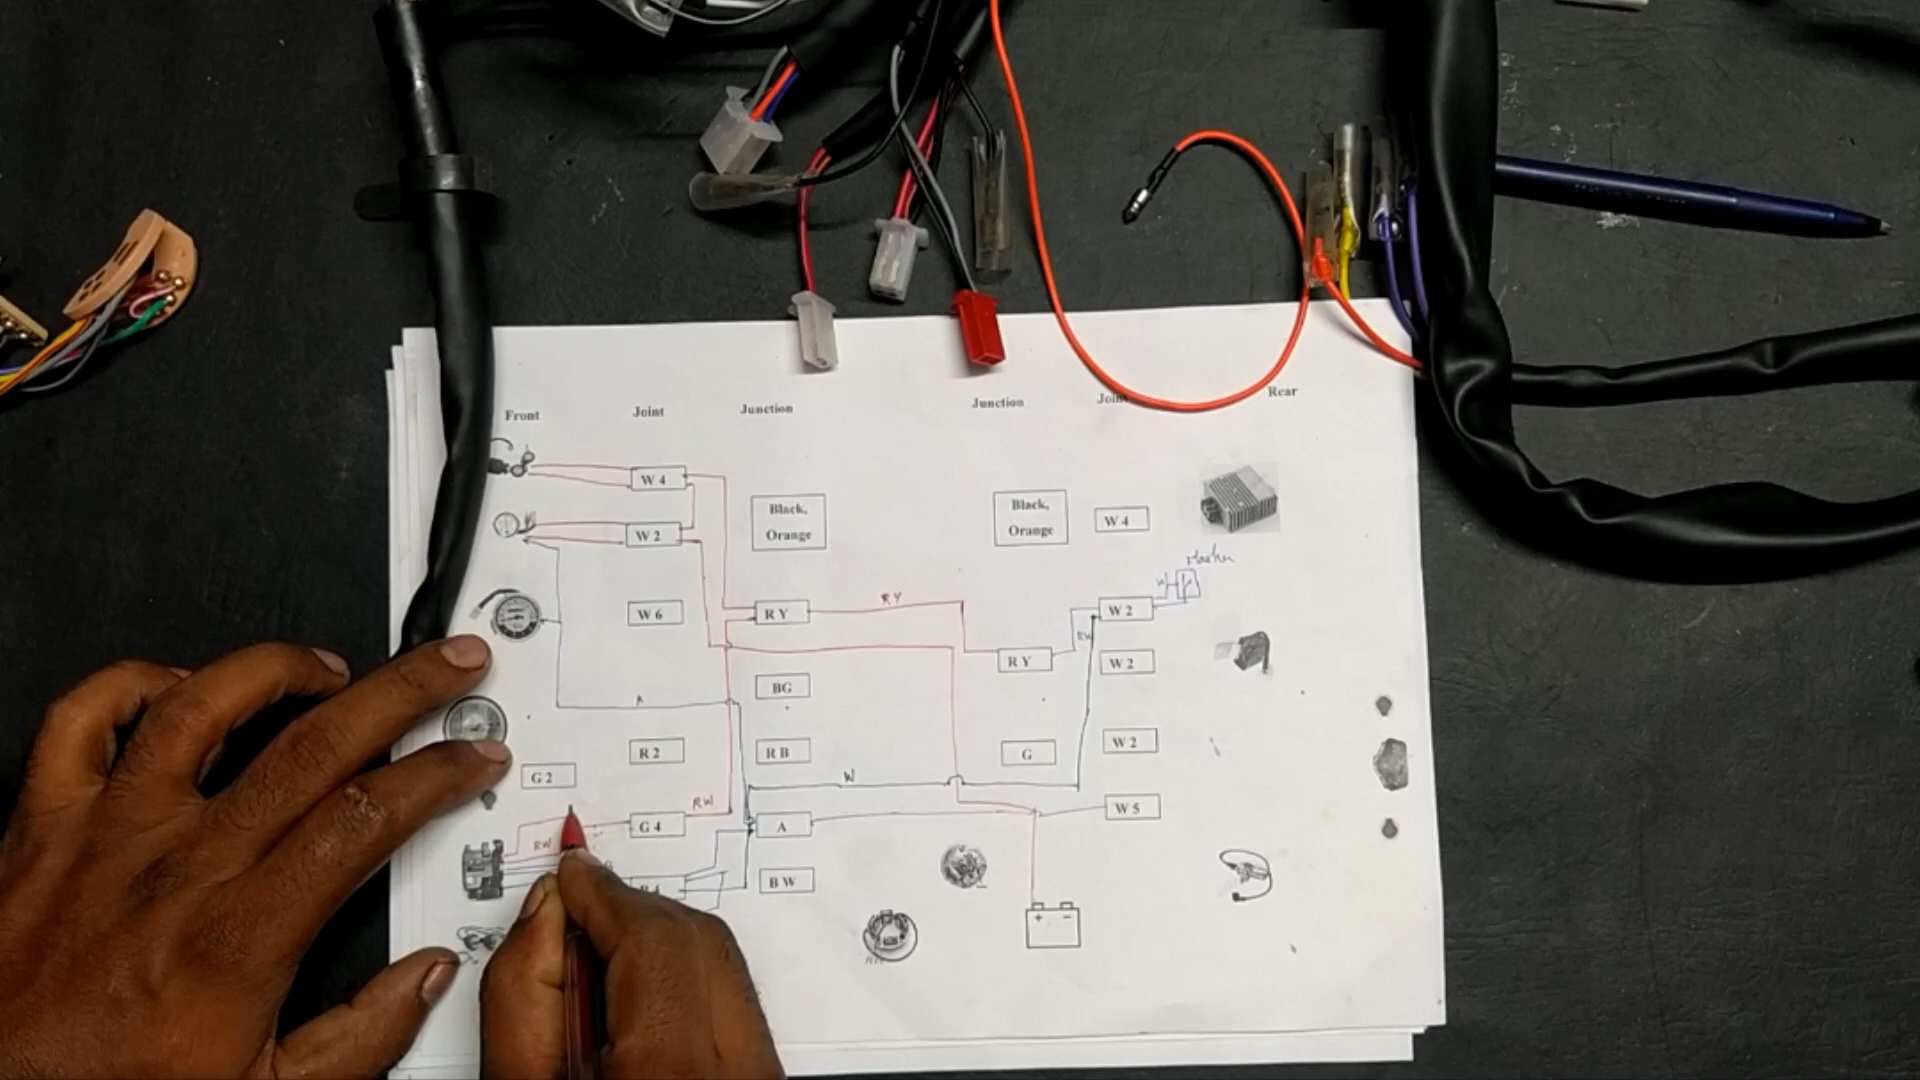 Front Joint Junction Junction Joint Rear
W 4
Black,
Orange
Black,
Orange
W 4
W 2
W 6
R Y
RY
R Y
RW
W 2
W
W 2
BG
A
R 2
R B
G
W 2
G 2
W
RW
G 4
A
W 5
RW
B W
+ −